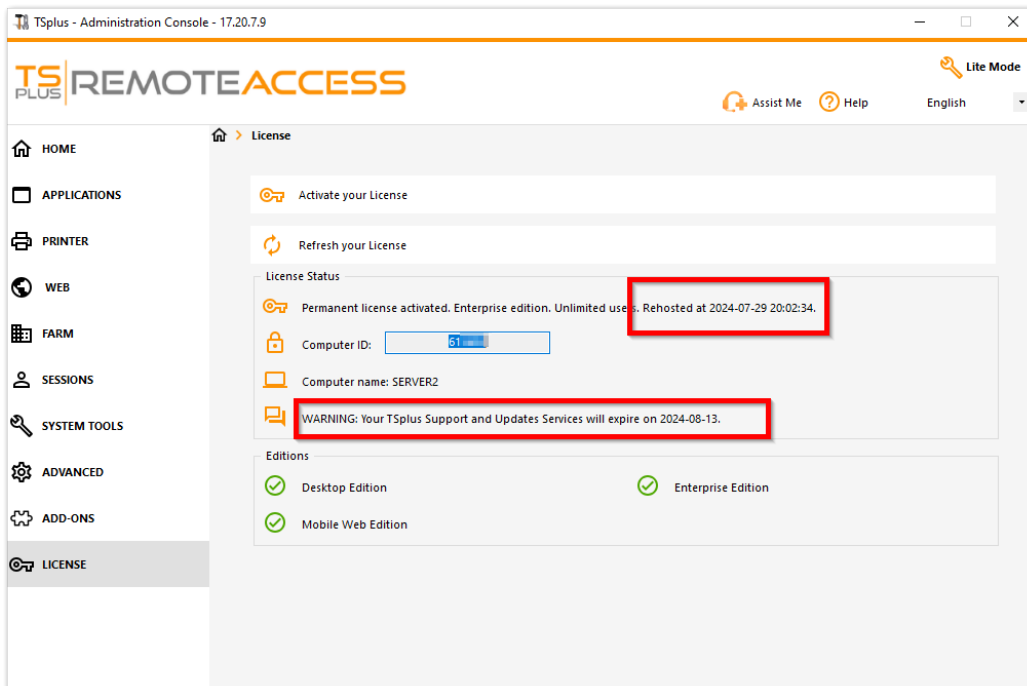 TSplus - Administration Console - 17.20.7.9
TS PLUS REMOTEACCESS
Lite Mode
Assist Me
Help
English
HOME
APPLICATIONS
PRINTER
WEB
FARM
SESSIONS
SYSTEM TOOLS
ADVANCED
ADD-ONS
LICENSE
> License
Activate your License
Refresh your License
License Status
Permanent license activated. Enterprise edition. Unlimited users. Rehosted at 2024-07-29 20:02:34.
Computer ID: 61
Computer name: SERVER2
WARNING: Your TSplus Support and Updates Services will expire on 2024-08-13.
Editions
Desktop Edition
Enterprise Edition
Mobile Web Edition